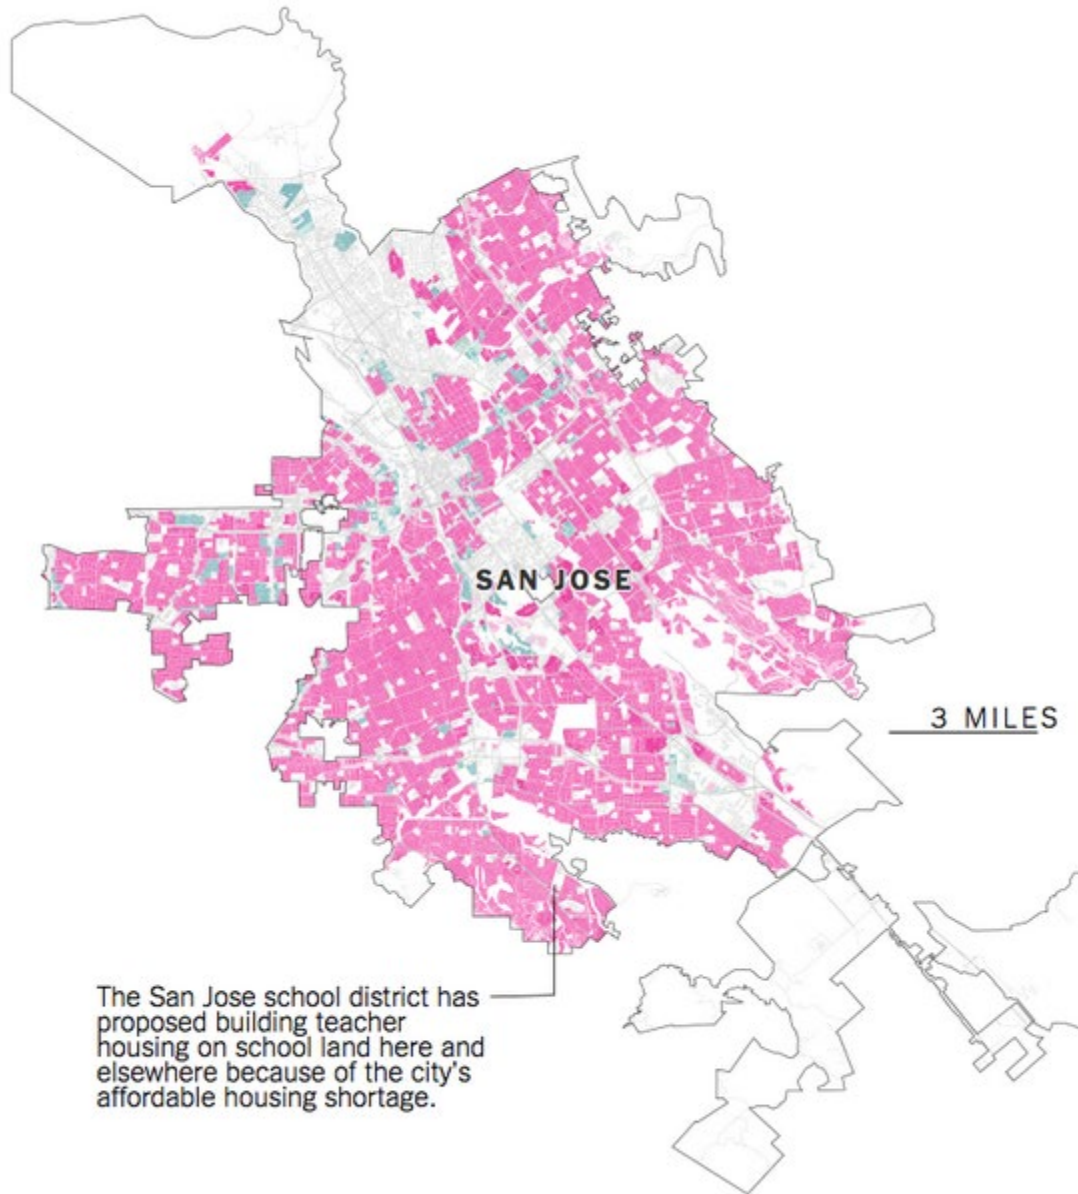 SAN JOSE
3 MILES
The San Jose school district has
proposed building teacher
housing on school land here and
elsewhere because of the city's
affordable housing shortage.